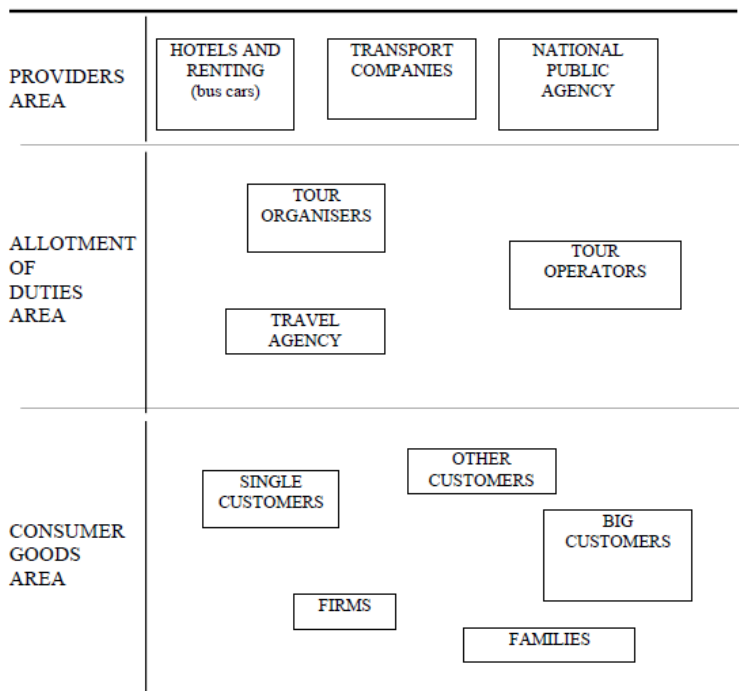 PROVIDERS
AREA
HOTELS AND
RENTING
(bus cars)
TRANSPORT
COMPANIES
NATIONAL
PUBLIC
AGENCY
ALLOTMENT
OF
DUTIES
AREA
TOUR
ORGANISERS
TOUR
OPERATORS
TRAVEL
AGENCY
CONSUMER
GOODS
AREA
SINGLE
CUSTOMERS
OTHER
CUSTOMERS
BIG
CUSTOMERS
FIRMS
FAMILIES